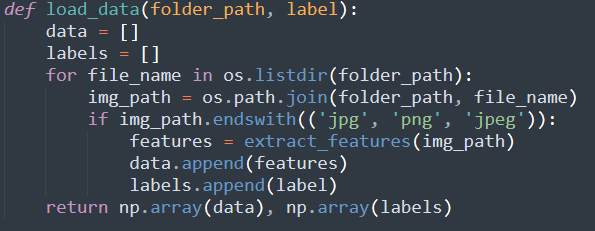 def load_data(folder_path, label):
    data = []
    labels = []
    for file_name in os.listdir(folder_path):
        img_path = os.path.join(folder_path, file_name)
        if img_path.endswith(('jpg', 'png', 'jpeg')):
            features = extract_features(img_path)
            data.append(features)
            labels.append(label)
    return np.array(data), np.array(labels)